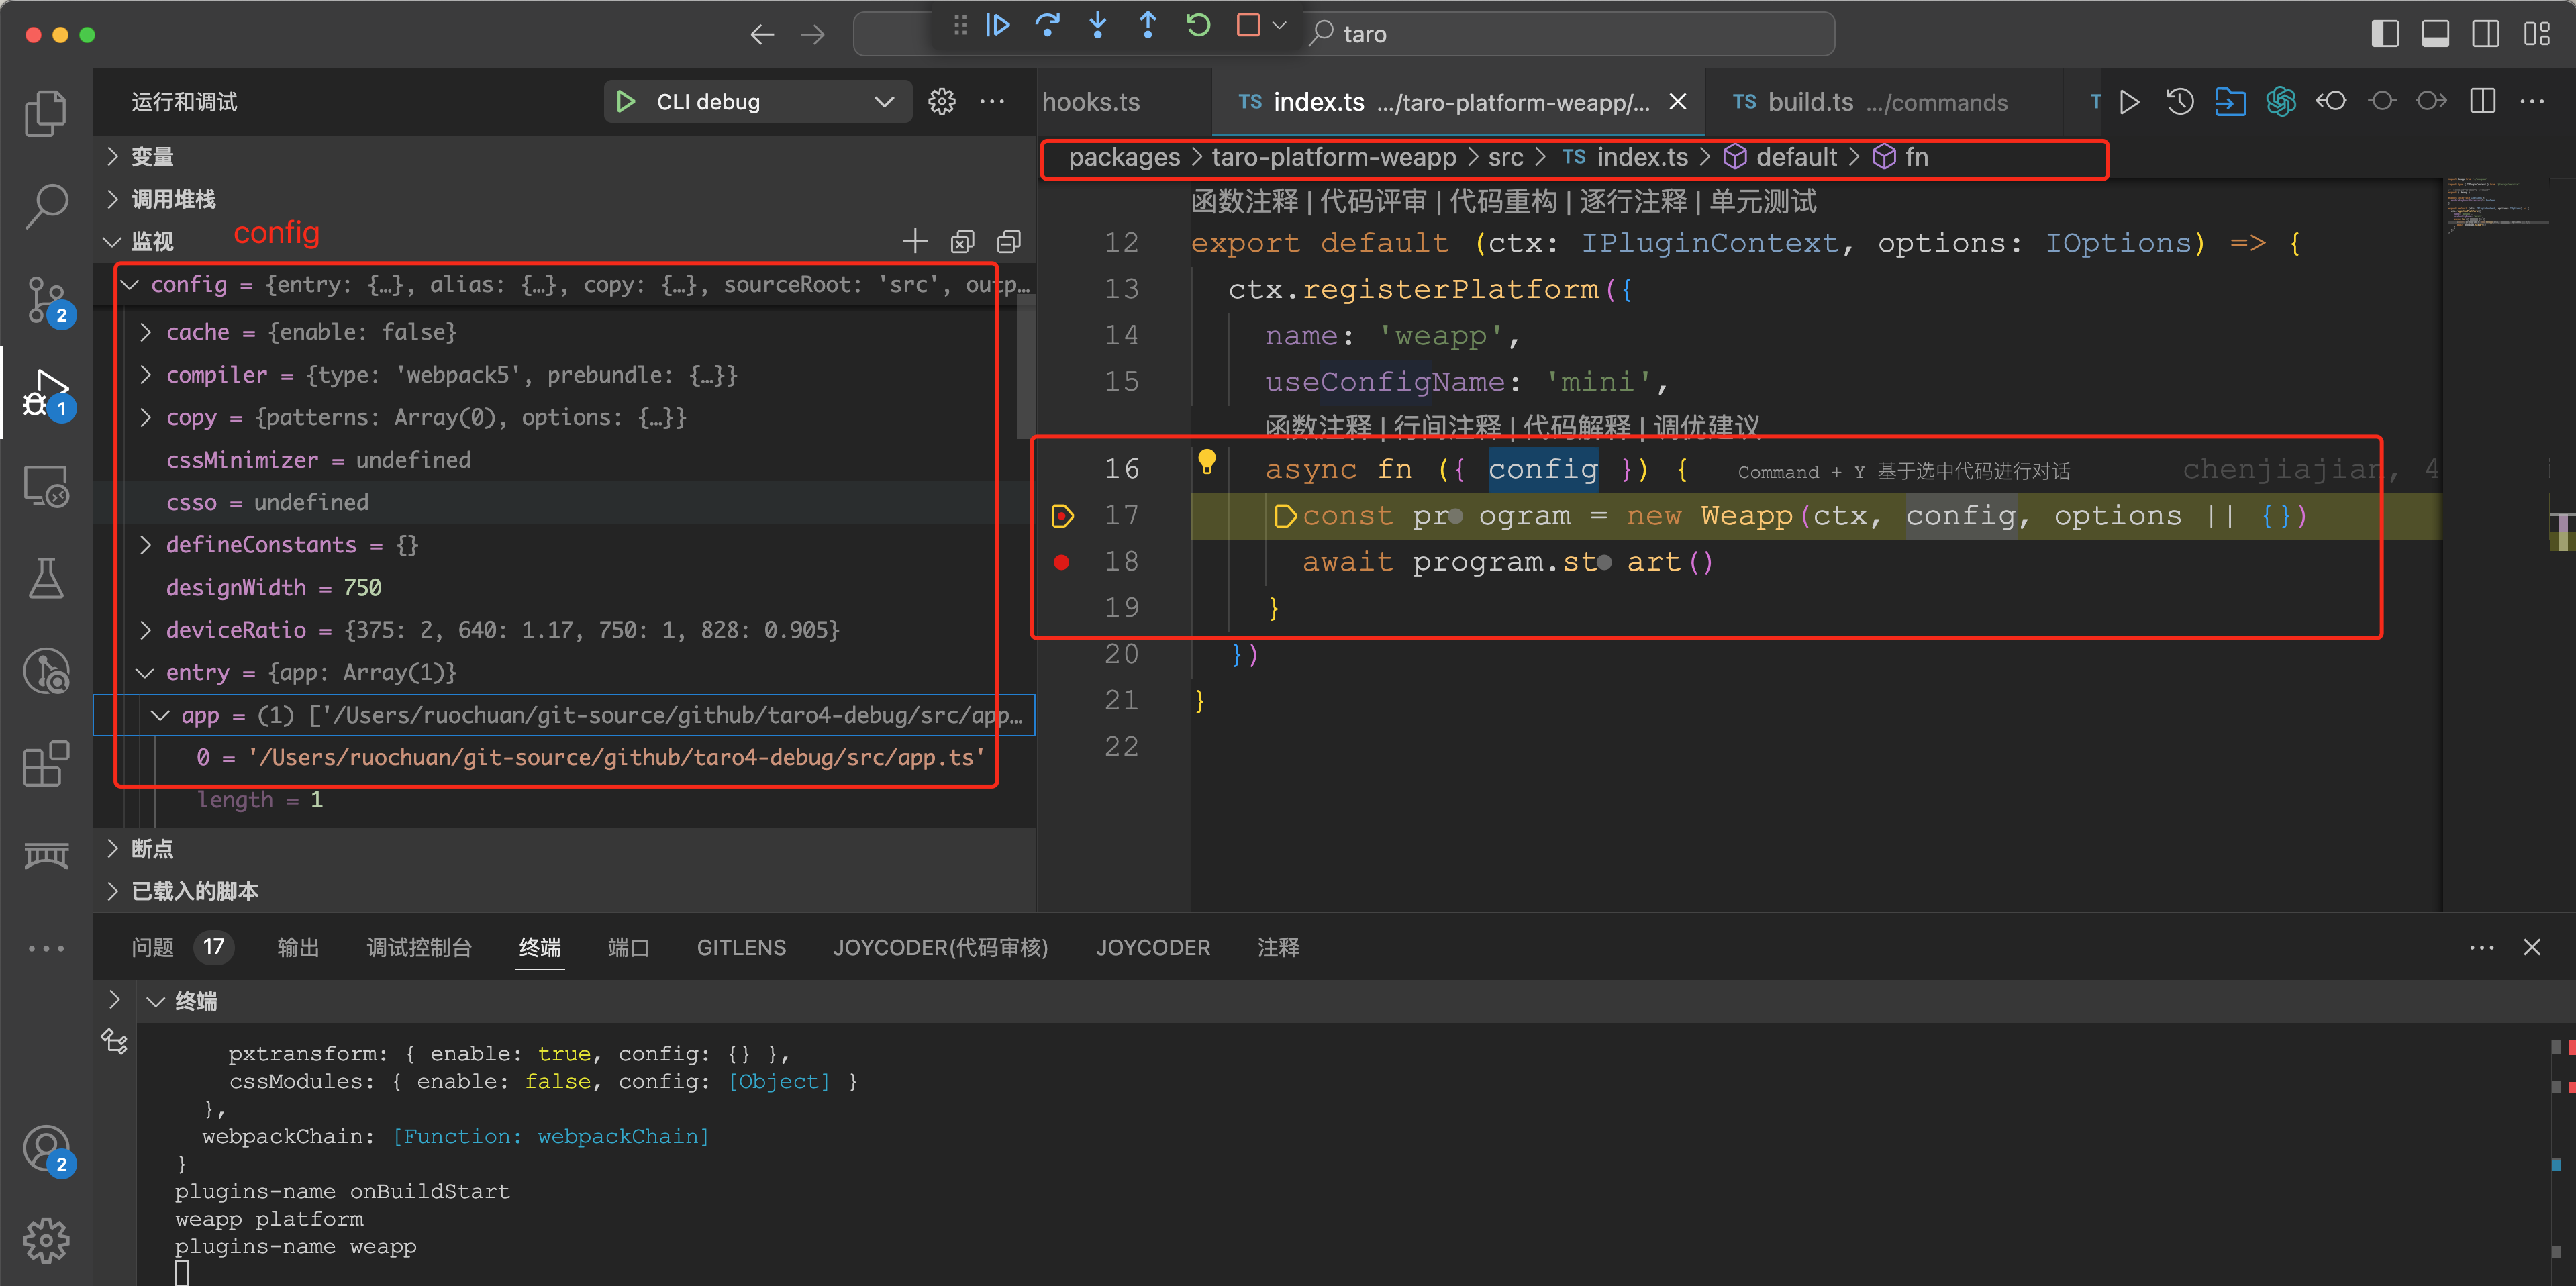 taro
运行和调试
CLI debug
变量
调用堆栈
监视
config
config = {entry: {…}, alias: {…}, copy: {…}, sourceRoot: 'src', outp…
cache = {enable: false}
compiler = {type: 'webpack5', prebundle: {…}}
copy = {patterns: Array(0), options: {…}}
cssMinimizer = undefined
csso = undefined
defineConstants = {}
designWidth = 750
deviceRatio = {375: 2, 640: 1.17, 750: 1, 828: 0.905}
entry = {app: Array(1)}
app = (1) ['/Users/ruochuan/git-source/github/taro4-debug/src/app…
0 = '/Users/ruochuan/git-source/github/taro4-debug/src/app.ts'
length = 1
断点
已载入的脚本
2
1
2
hooks.ts
TS index.ts …/taro-platform-weapp/…
TS build.ts …/commands
T
packages > taro-platform-weapp > src > TS index.ts > default > fn
函数注释 | 代码评审 | 代码重构 | 逐行注释 | 单元测试
12 export default (ctx: IPluginContext, options: IOptions) => {
13 ctx.registerPlatform({
14 name: 'weapp',
15 useConfigName: 'mini',
函数注释 | 行间注释 | 代码解释 | 调优建议
16 async fn ({ config }) { Command + Y 基于选中代码进行对话 chenjiajian, 4
17 const program = new Weapp(ctx, config, options || {})
18 await program.start()
19 }
20 })
21 }
22
问题 17 输出 调试控制台 终端 端口 GITLENS JOYCODER(代码审核) JOYCODER 注释
终端
pxtransform: { enable: true, config: {} },
cssModules: { enable: false, config: [Object] }
},
webpackChain: [Function: webpackChain]
}
plugins-name onBuildStart
weapp platform
plugins-name weapp